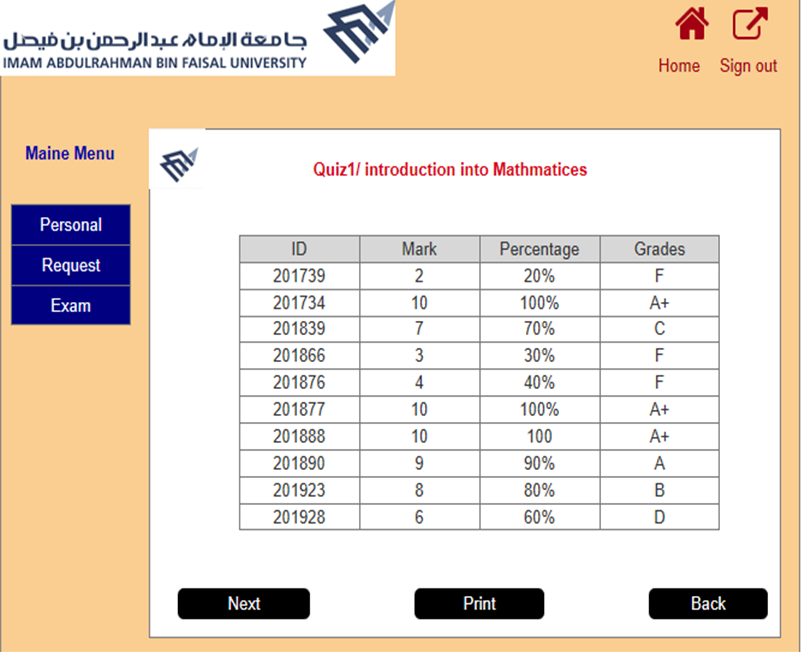 جامعة الإمام عبدالرحمن بن فيصل
IMAM ABDULRAHMAN BIN FAISAL UNIVERSITY
Home Sign out
Maine Menu
Personal
Request
Exam
Quiz1/ introduction into Mathmatices
ID Mark Percentage Grades
201739 2 20% F
201734 10 100% A+
201839 7 70% C
201866 3 30% F
201876 4 40% F
201877 10 100% A+
201888 10 100 A+
201890 9 90% A
201923 8 80% B
201928 6 60% D
Next Print Back